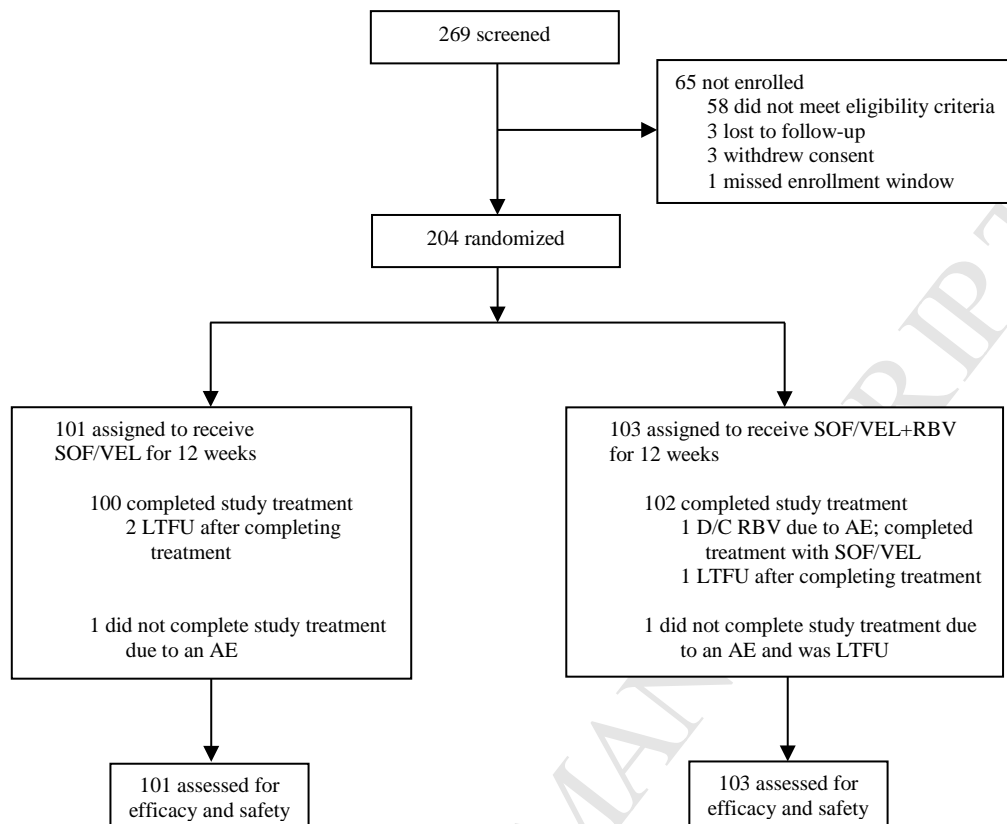 269 screened
65 not enrolled
58 did not meet eligibility criteria
3 lost to follow-up
3 withdrew consent
1 missed enrollment window
204 randomized
101 assigned to receive
SOF/VEL for 12 weeks
100 completed study treatment
2 LTFU after completing
treatment
1 did not complete study treatment
due to an AE
103 assigned to receive SOF/VEL+RBV
for 12 weeks
102 completed study treatment
1 D/C RBV due to AE; completed
treatment with SOF/VEL
1 LTFU after completing treatment
1 did not complete study treatment due
to an AE and was LTFU
101 assessed for
efficacy and safety
103 assessed for
efficacy and safety